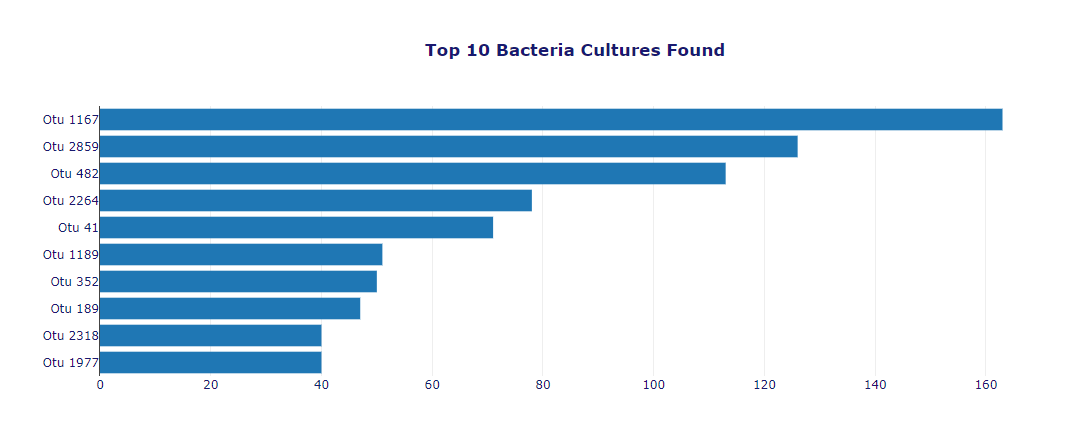 Top 10 Bacteria Cultures Found
Otu 1167
Otu 2859
Otu 482
Otu 2264
Otu 41
Otu 1189
Otu 352
Otu 189
Otu 2318
Otu 1977
0 20 40 60 80 100 120 140 160